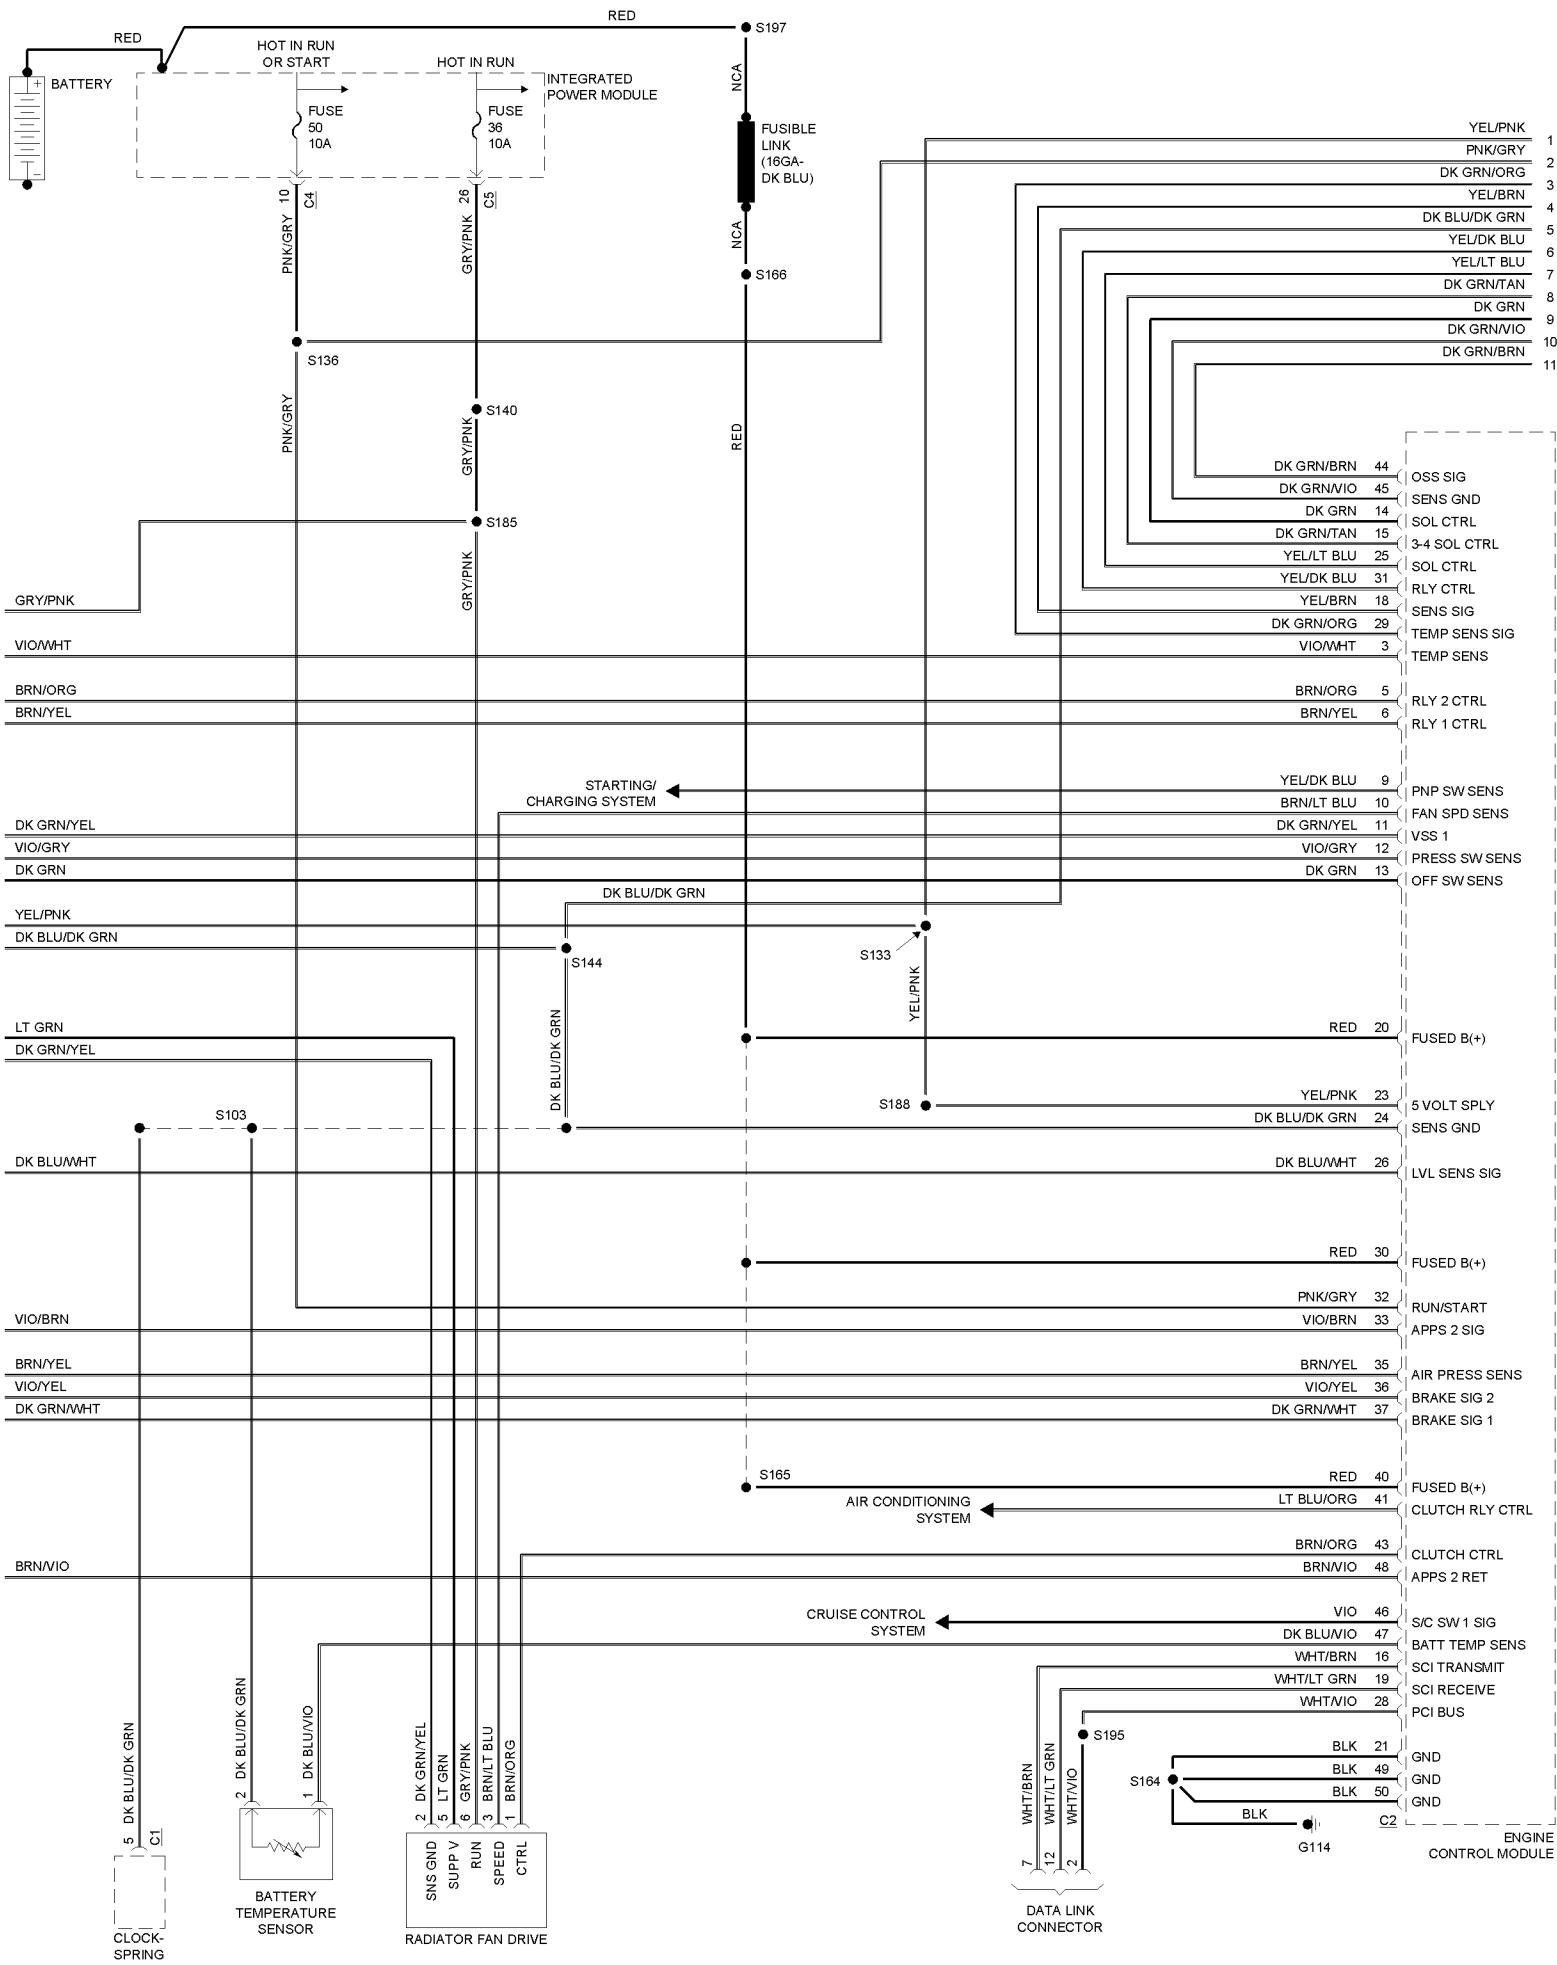 RED
S197
RED
HOT IN RUN
OR START
HOT IN RUN
INTEGRATED
POWER MODULE
BATTERY
+
-
FUSE
50
10A
FUSE
36
10A
NCA
FUSIBLE
LINK
(16GA-
DK BLU)
NCA
S166
10
C4
26
C5
PNK/GRY
GRY/PNK
S136
PNK/GRY
S140
GRY/PNK
RED
S185
GRY/PNK
YEL/PNK 1
PNK/GRY 2
DK GRN/ORG 3
YEL/BRN 4
DK BLU/DK GRN 5
YEL/DK BLU 6
YEL/LT BLU 7
DK GRN/TAN 8
DK GRN 9
DK GRN/VIO 10
DK GRN/BRN 11
DK GRN/BRN 44 OSS SIG
DK GRN/VIO 45 SENS GND
DK GRN 14 SOL CTRL
DK GRN/TAN 15 3-4 SOL CTRL
YEL/LT BLU 25 SOL CTRL
YEL/DK BLU 31 RLY CTRL
GRY/PNK
YEL/BRN 18 SENS SIG
DK GRN/ORG 29 TEMP SENS SIG
VIO/WHT VIO/WHT 3 TEMP SENS
BRN/ORG BRN/ORG 5 RLY 2 CTRL
BRN/YEL BRN/YEL 6 RLY 1 CTRL
STARTING/
CHARGING SYSTEM
YEL/DK BLU 9 PNP SW SENS
BRN/LT BLU 10 FAN SPD SENS
DK GRN/YEL DK GRN/YEL 11 VSS 1
VIO/GRY VIO/GRY 12 PRESS SW SENS
DK GRN DK GRN 13 OFF SW SENS
DK BLU/DK GRN
YEL/PNK
DK BLU/DK GRN
S144
S133
YEL/PNK
DK BLU/DK GRN
LT GRN
DK GRN/YEL
RED 20 FUSED B(+)
S188
YEL/PNK 23 5 VOLT SPLY
S103
DK BLU/DK GRN 24 SENS GND
DK BLU/WHT DK BLU/WHT 26 LVL SENS SIG
RED 30 FUSED B(+)
PNK/GRY 32 RUN/START
VIO/BRN VIO/BRN 33 APPS 2 SIG
BRN/YEL BRN/YEL 35 AIR PRESS SENS
VIO/YEL VIO/YEL 36 BRAKE SIG 2
DK GRN/WHT DK GRN/WHT 37 BRAKE SIG 1
S165
RED 40 FUSED B(+)
AIR CONDITIONING
SYSTEM
LT BLU/ORG 41 CLUTCH RLY CTRL
BRN/ORG 43 CLUTCH CTRL
BRN/VIO BRN/VIO 48 APPS 2 RET
CRUISE CONTROL
SYSTEM
VIO 46 S/C SW 1 SIG
DK BLU/VIO 47 BATT TEMP SENS
WHT/BRN 16 SCI TRANSMIT
WHT/LT GRN 19 SCI RECEIVE
WHT/VIO 28 PCI BUS
S195
BLK 21 GND
S164
BLK 49 GND
BLK 50 GND
BLK
G114
C2
ENGINE
CONTROL MODULE
5 DK BLU/DK GRN
C1
CLOCK-
SPRING
2 DK BLU/DK GRN
1 DK BLU/VIO
BATTERY
TEMPERATURE
SENSOR
2 DK GRN/YEL
5 LT GRN
6 GRY/PNK
3 BRN/LT BLU
1 BRN/ORG
SNS GND
SUPP V
RUN
SPEED
CTRL
RADIATOR FAN DRIVE
7 WHT/BRN
12 WHT/LT GRN
2 WHT/VIO
DATA LINK
CONNECTOR